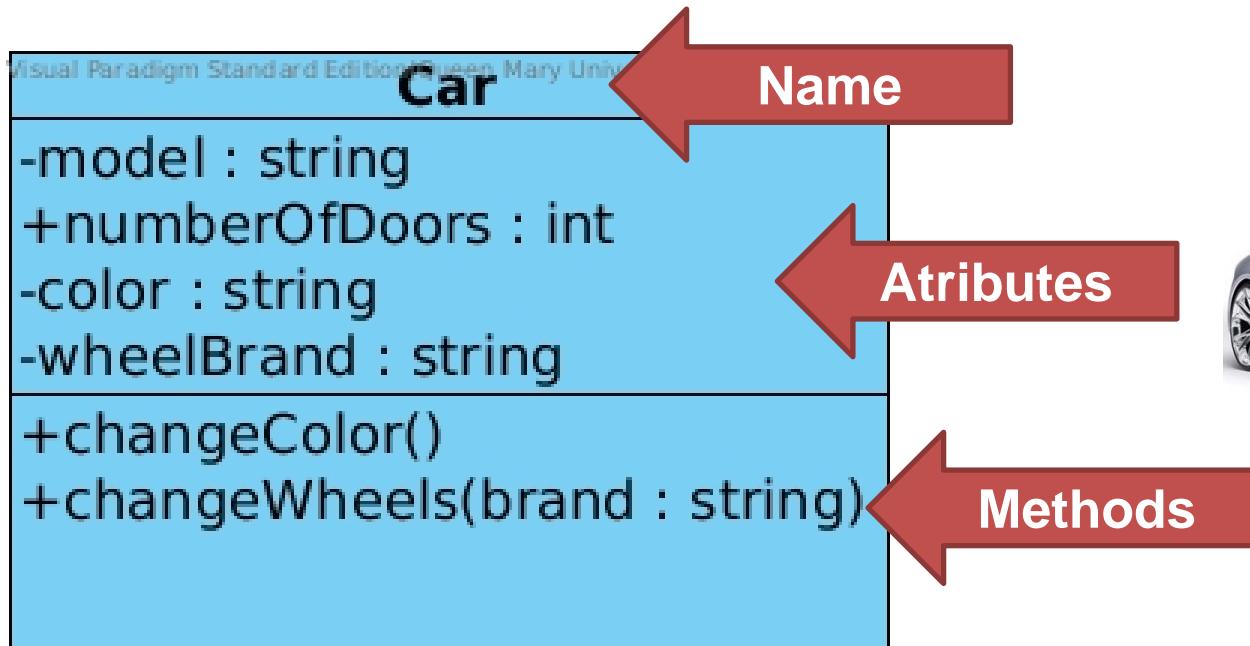 Visual Paradigm Standard Edition(Queen Mary Univ
Car
Name
-model : string
+numberOfDoors : int
-color : string
-wheelBrand : string
Atributes
+changeColor()
+changeWheels(brand : string)
Methods